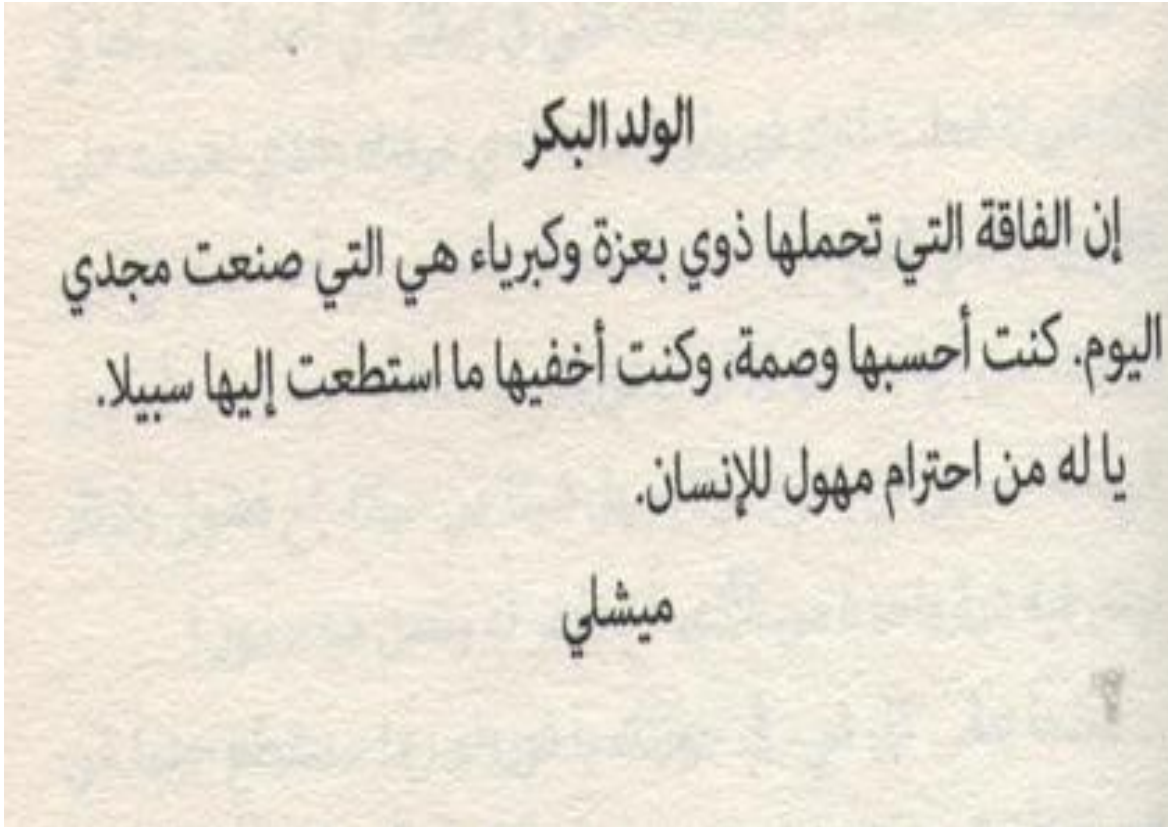 الولد البكر
إن الفاقة التي تحملها ذوي بعزة وكبرياء هي التي صنعت مجدي
اليوم. كنت أحسبها وصمة، وكنت أخفيها ما استطعت إليها سبيلا.
يا له من احترام مهول للإنسان.
ميشلي